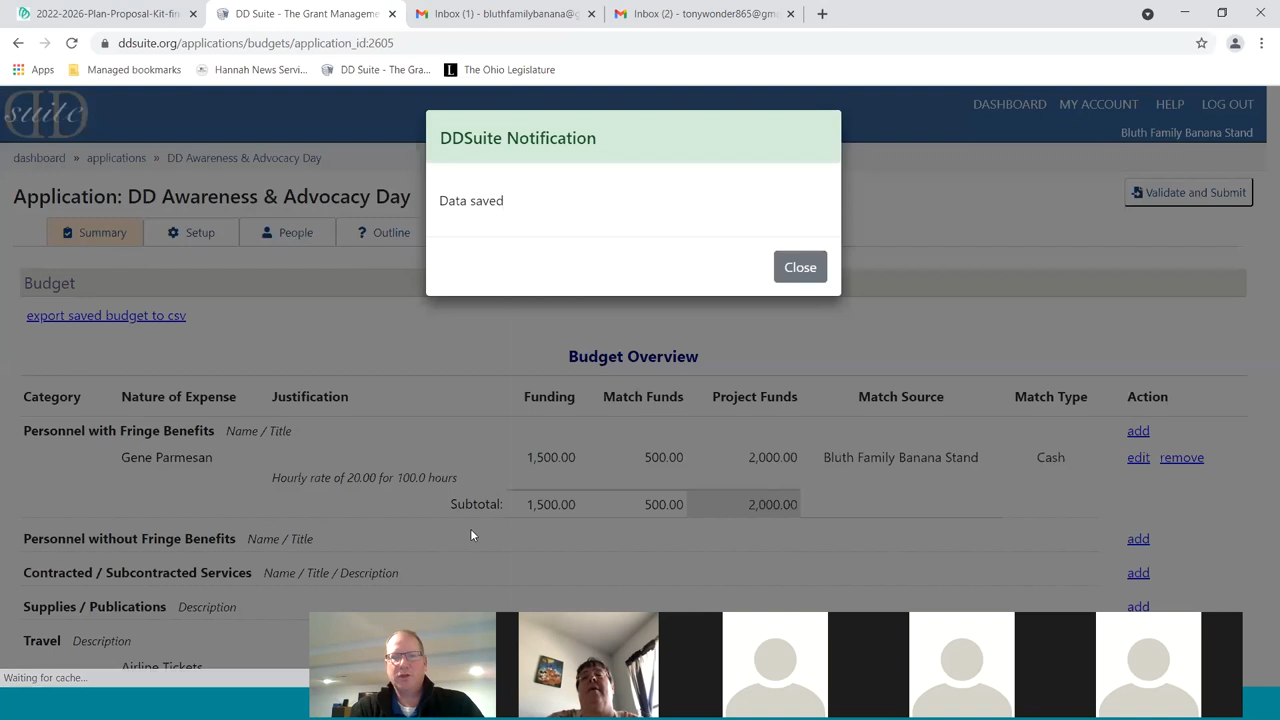 2022-2026-Plan-Proposal-Kit-fin
DD Suite - The Grant Manageme
Inbox (1) - bluthfamilybanana@g
Inbox (2) - tonywonder865@gm
ddsuite.org/applications/budgets/application_id:2605
Apps
Managed bookmarks
Hannah News Servi...
DD Suite - The Gra...
The Ohio Legislature
DD suite
DASHBOARD MY ACCOUNT HELP LOG OUT
Bluth Family Banana Stand
dashboard » applications » DD Awareness & Advocacy Day
DDSuite Notification
Data saved
Close
Application: DD Awareness & Advocacy Day
Validate and Submit
Summary Setup People Outline
Budget
export saved budget to csv
Budget Overview
Category Nature of Expense Justification Funding Match Funds Project Funds Match Source Match Type Action
Personnel with Fringe Benefits Name / Title add
Gene Parmesan 1,500.00 500.00 2,000.00 Bluth Family Banana Stand Cash edit remove
Hourly rate of 20.00 for 100.0 hours
Subtotal: 1,500.00 500.00 2,000.00
Personnel without Fringe Benefits Name / Title add
Contracted / Subcontracted Services Name / Title / Description add
Supplies / Publications Description add
Travel Description
Airline Tickets
Waiting for cache...